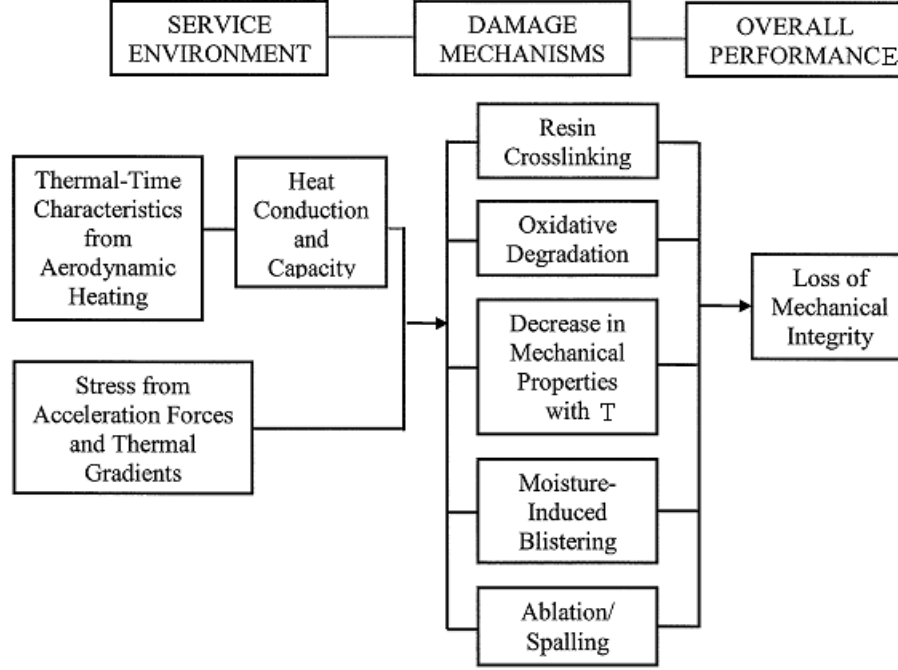 SERVICE
ENVIRONMENT
DAMAGE
MECHANISMS
OVERALL
PERFORMANCE
Thermal-Time
Characteristics
from
Aerodynamic
Heating
Heat
Conduction
and
Capacity
Stress from
Acceleration Forces
and Thermal
Gradients
Resin
Crosslinking
Oxidative
Degradation
Decrease in
Mechanical
Properties
with T
Moisture-
Induced
Blistering
Ablation/
Spalling
Loss of
Mechanical
Integrity